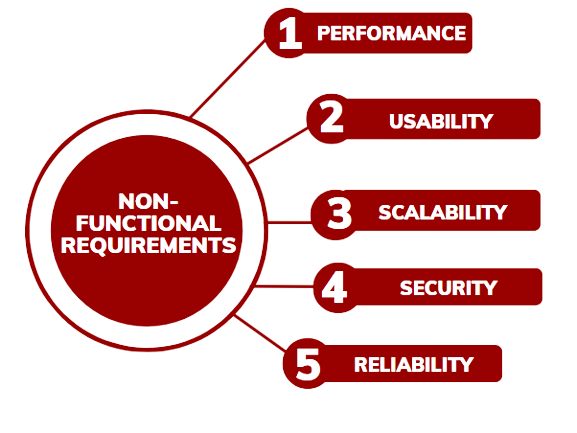 NON-
FUNCTIONAL
REQUIREMENTS
1 PERFORMANCE
2 USABILITY
3 SCALABILITY
4 SECURITY
5 RELIABILITY